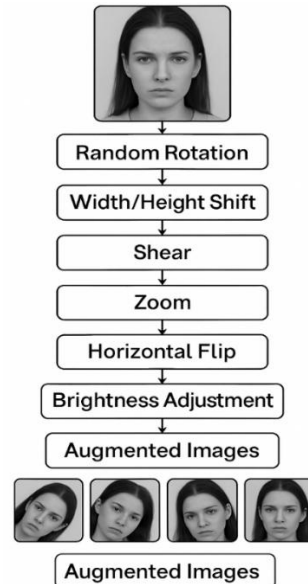 Random Rotation
Width/Height Shift
Shear
Zoom
Horizontal Flip
Brightness Adjustment
Augmented Images
Augmented Images